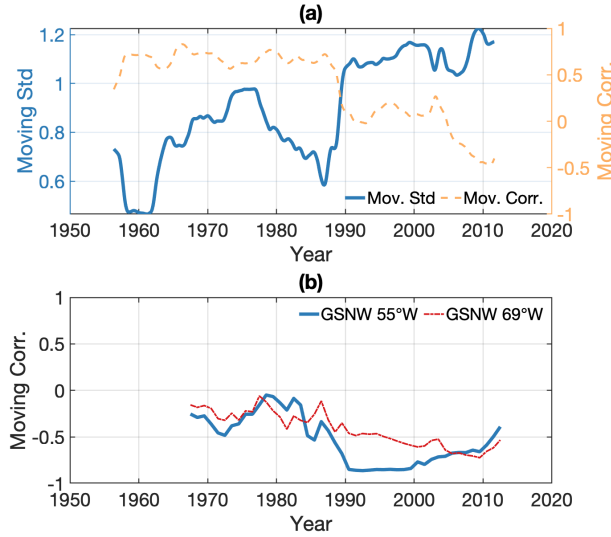 (a)
1.2
1
0.8
0.6
Moving Std
1
0.5
0
-0.5
-1
Moving Corr.
Mov. Std
Mov. Corr.
1950 1960 1970 1980 1990 2000 2010 2020
Year
(b)
1
0.5
0
-0.5
-1
Moving Corr.
GSNW 55°W
GSNW 69°W
1950 1960 1970 1980 1990 2000 2010 2020
Year